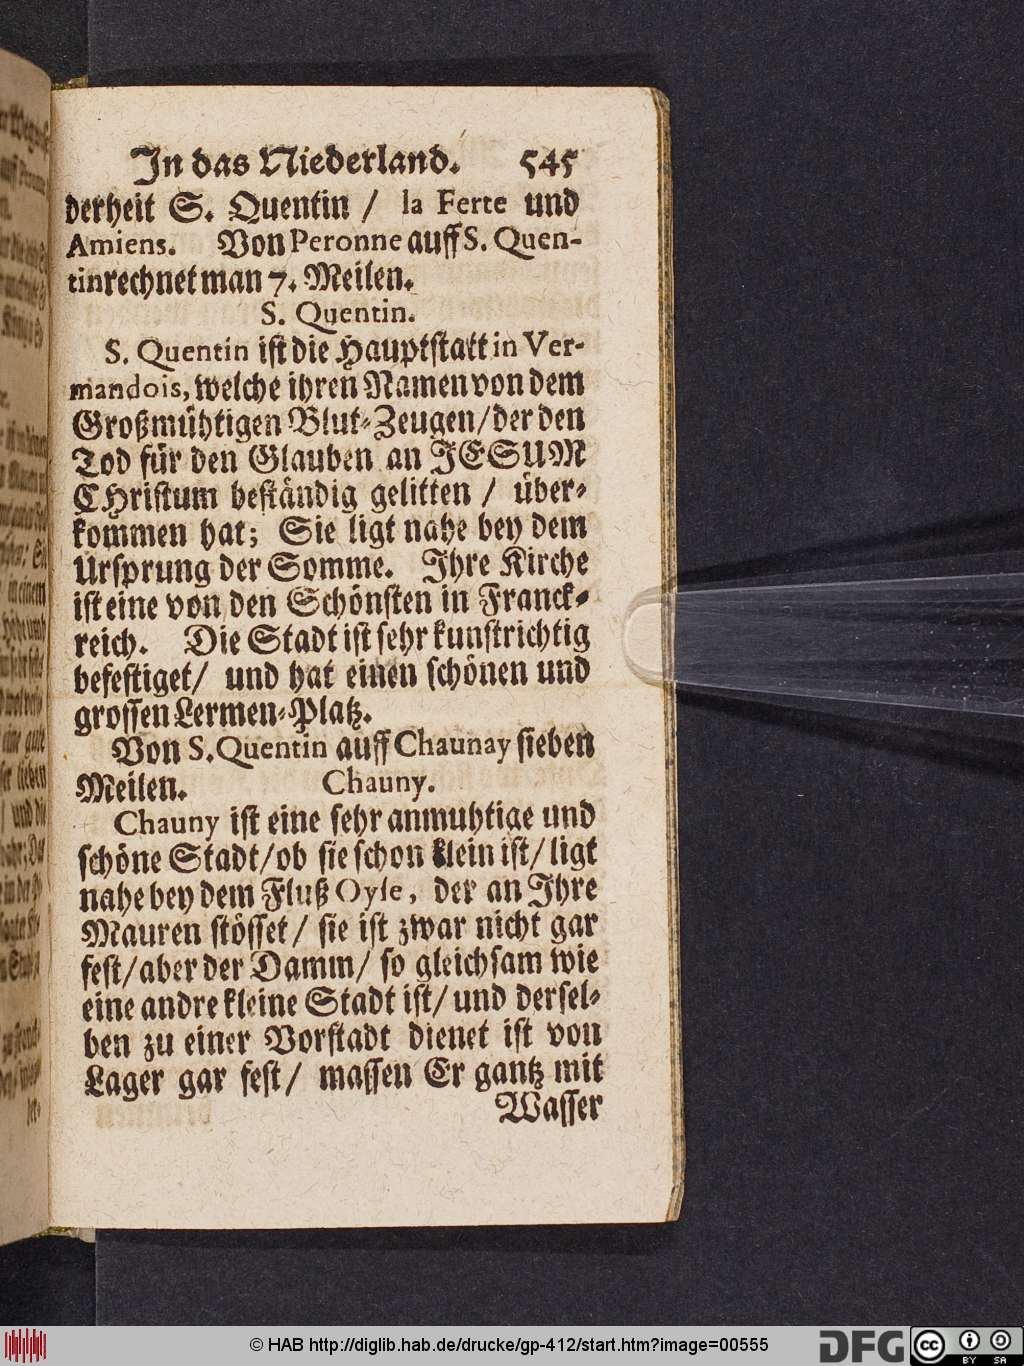 In das Niederland. 545
derheit S. Quentin / la Ferte und
Amiens. Von Peronne auff S. Quen-
tin rechnet man 7. Meilen.
S. Quentin.
S. Quentin ist die Hauptstatt in Ver-
mandois, welche ihren Namen von dem
Großmühtigen Blut-Zeugen/der den
Tod für den Glauben an JESUM
CHristum beständig gelitten / über-
kommen hat; Sie ligt nahe bey dem
Ursprung der Somme. Ihre Kirche
ist eine von den Schönsten in Franck-
reich. Die Stadt ist sehr kunstrichtig
befestiget/ und hat einen schönen und
grossen Lermen-Platz.
Von S. Quentin auff Chaunay sieben
Meilen. Chauny.
Chauny ist eine sehr anmuhtige und
schöne Stadt/ob sie schon klein ist/ligt
nahe bey dem Fluß Oyse, der an Ihre
Mauren stösset/ sie ist zwar nicht gar
fest/aber der Damm/ so gleichsam wie
eine andre kleine Stadt ist/und dersel-
ben zu einer Vorstadt dienet ist von
Lager gar fest/ massen Er gantz mit
Wasser
© HAB http://diglib.hab.de/drucke/gp-412/start.htm?image=00555
DFG
cc BY SA